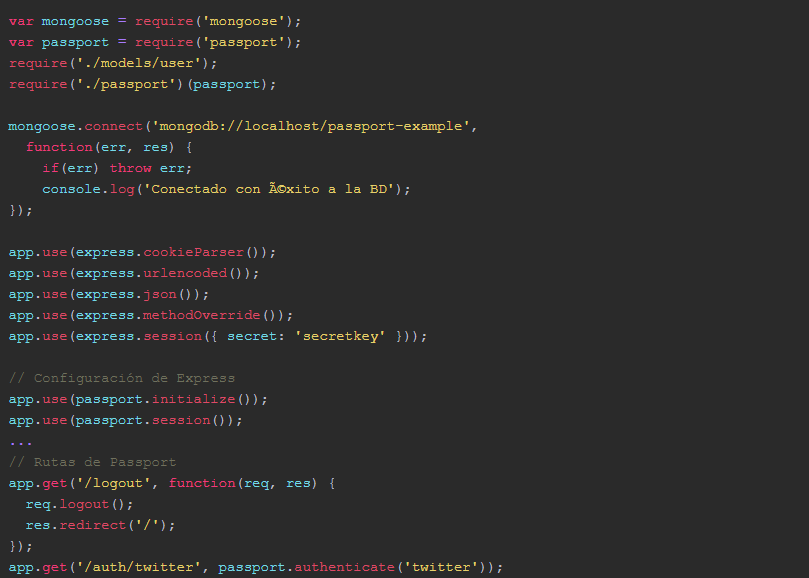 var mongoose = require('mongoose');
var passport = require('passport');
require('./models/user');
require('./passport')(passport);

mongoose.connect('mongodb://localhost/passport-example',
  function(err, res) {
    if(err) throw err;
    console.log('Conectado con Ã©xito a la BD');
});

app.use(express.cookieParser());
app.use(express.urlencoded());
app.use(express.json());
app.use(express.methodOverride());
app.use(express.session({ secret: 'secretkey' }));

// Configuración de Express
app.use(passport.initialize());
app.use(passport.session());
...
// Rutas de Passport
app.get('/logout', function(req, res) {
  req.logout();
  res.redirect('/');
});
app.get('/auth/twitter', passport.authenticate('twitter'));